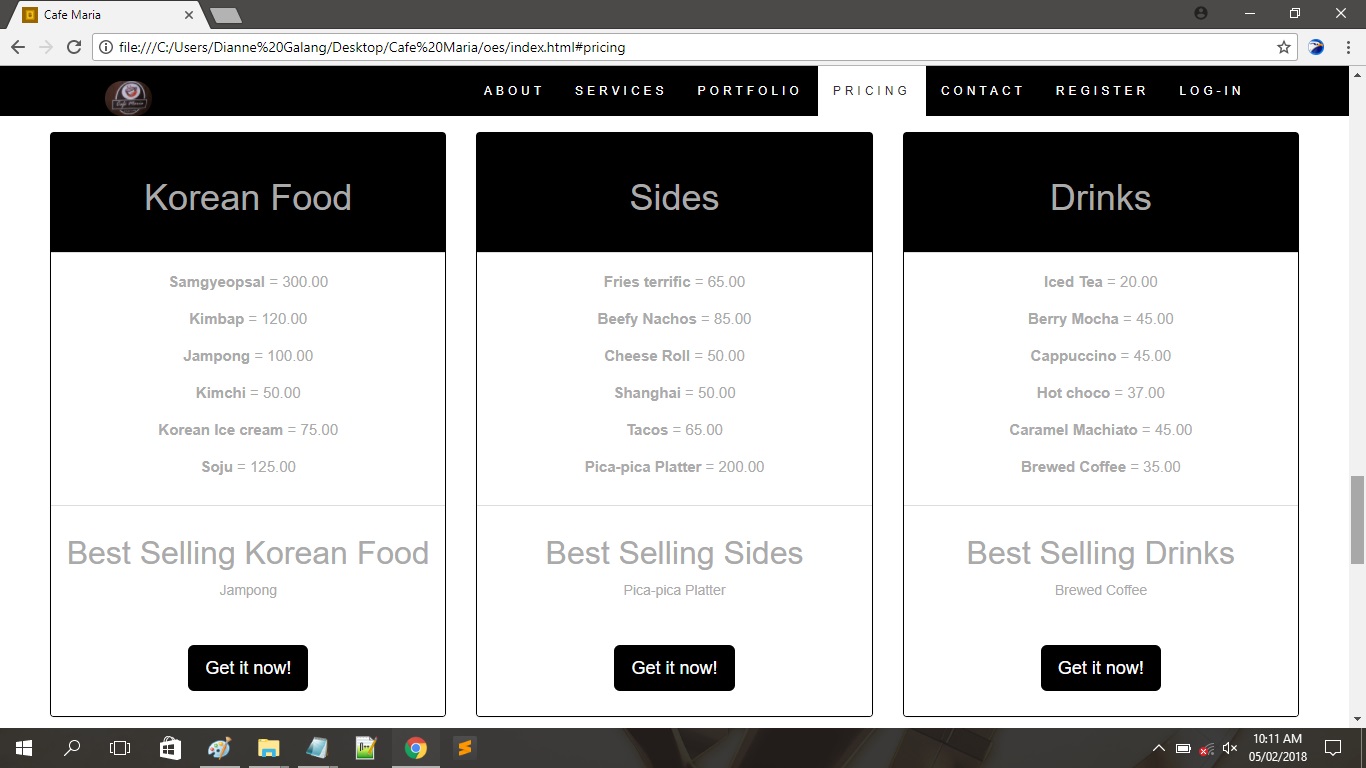 Cafe Maria
file:///C:/Users/Dianne%20Galang/Desktop/Cafe%20Maria/oes/index.html#pricing
Cafe Maria
ABOUT SERVICES PORTFOLIO PRICING CONTACT REGISTER LOG-IN
Korean Food
Samgyeopsal = 300.00
Kimbap = 120.00
Jampong = 100.00
Kimchi = 50.00
Korean Ice cream = 75.00
Soju = 125.00
Best Selling Korean Food
Jampong
Get it now!
Sides
Fries terrific = 65.00
Beefy Nachos = 85.00
Cheese Roll = 50.00
Shanghai = 50.00
Tacos = 65.00
Pica-pica Platter = 200.00
Best Selling Sides
Pica-pica Platter
Get it now!
Drinks
Iced Tea = 20.00
Berry Mocha = 45.00
Cappuccino = 45.00
Hot choco = 37.00
Caramel Machiato = 45.00
Brewed Coffee = 35.00
Best Selling Drinks
Brewed Coffee
Get it now!
10:11 AM
05/02/2018